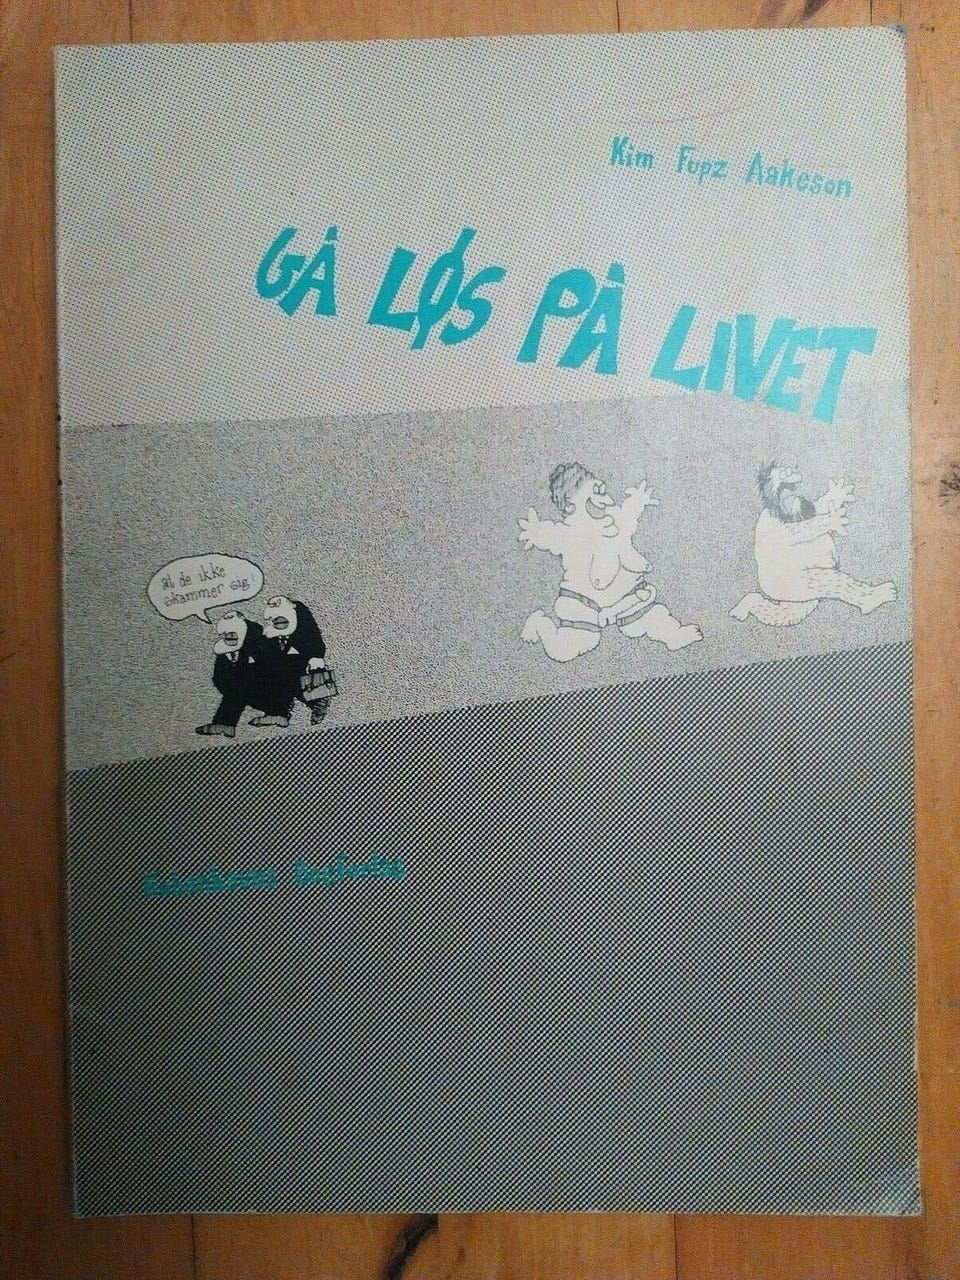 Kim Fupz Aakeson
GÅ LØS PÅ LIVET
at de ikke
skammer sig!